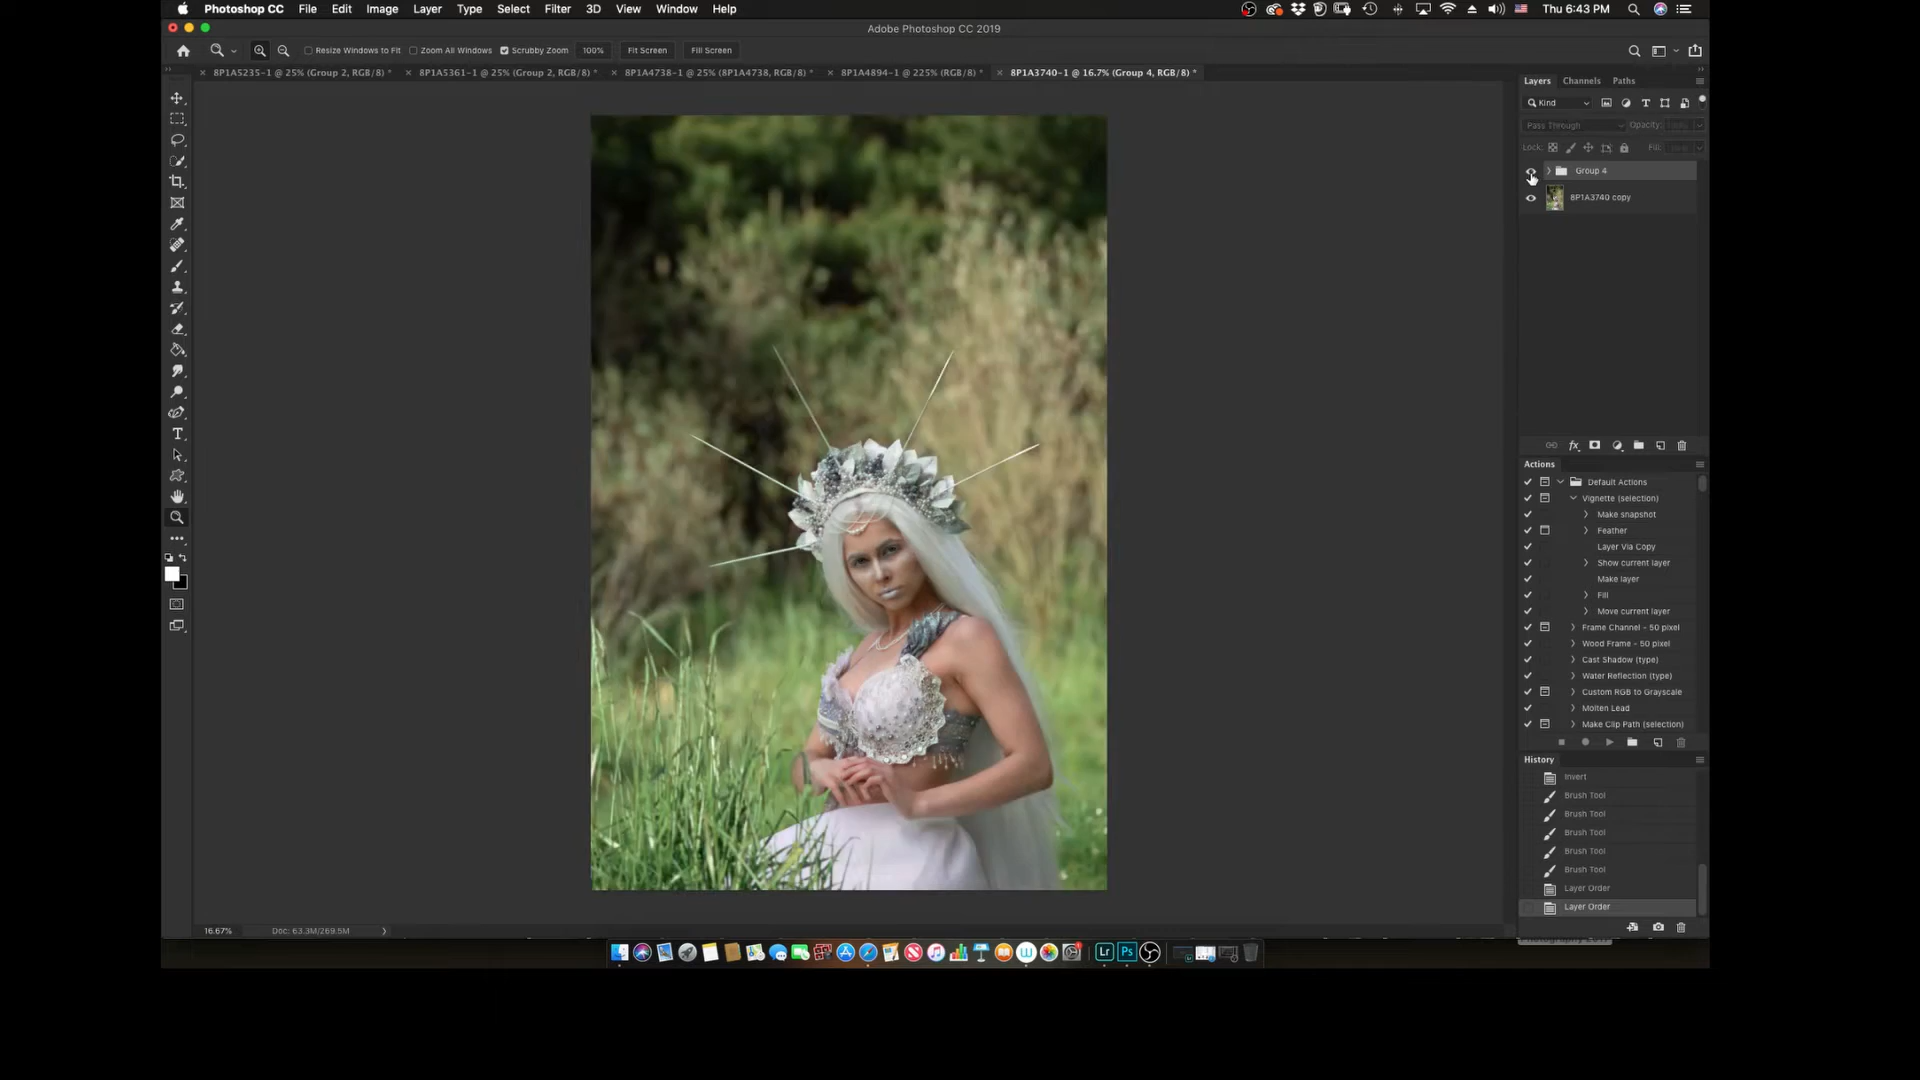 Photoshop CC File Edit Image Layer Type Select Filter 3D View Window Help Thu 6:43 PM
Adobe Photoshop CC 2019
Resize Windows to Fit Zoom All Windows Scrubby Zoom 100% Fit Screen Fill Screen
8P1A5235-1 @ 25% (Group 2, RGB/8) * 8P1A5361-1 @ 25% (Group 2, RGB/8) * 8P1A4738-1 @ 25% (8P1A4738, RGB/8) * 8P1A4894-1 @ 225% (RGB/8) * 8P1A3740-1 @ 16.7% (Group 4, RGB/8) *
Layers Channels Paths
Kind
Pass Through Opacity:
Lock: Fill:
Group 4
8P1A3740 copy
fx
Actions
Default Actions
Vignette (selection)
Make snapshot
Feather
Layer Via Copy
Show current layer
Make layer
Fill
Move current layer
Frame Channel - 50 pixel
Wood Frame - 50 pixel
Cast Shadow (type)
Water Reflection (type)
Custom RGB to Grayscale
Molten Lead
Make Clip Path (selection)
History
Invert
Brush Tool
Brush Tool
Brush Tool
Brush Tool
Brush Tool
Layer Order
Layer Order
16.67% Doc: 63.3M/269.5M
Lr Ps